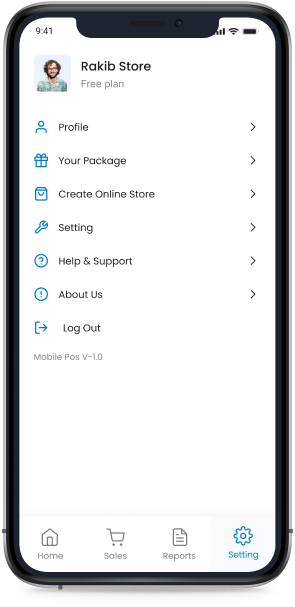 9:41
Rakib Store
Free plan
Profile
Your Package
Create Online Store
Setting
Help & Support
About Us
Log Out
Mobile Pos V-1.0
Home
Sales
Reports
Setting